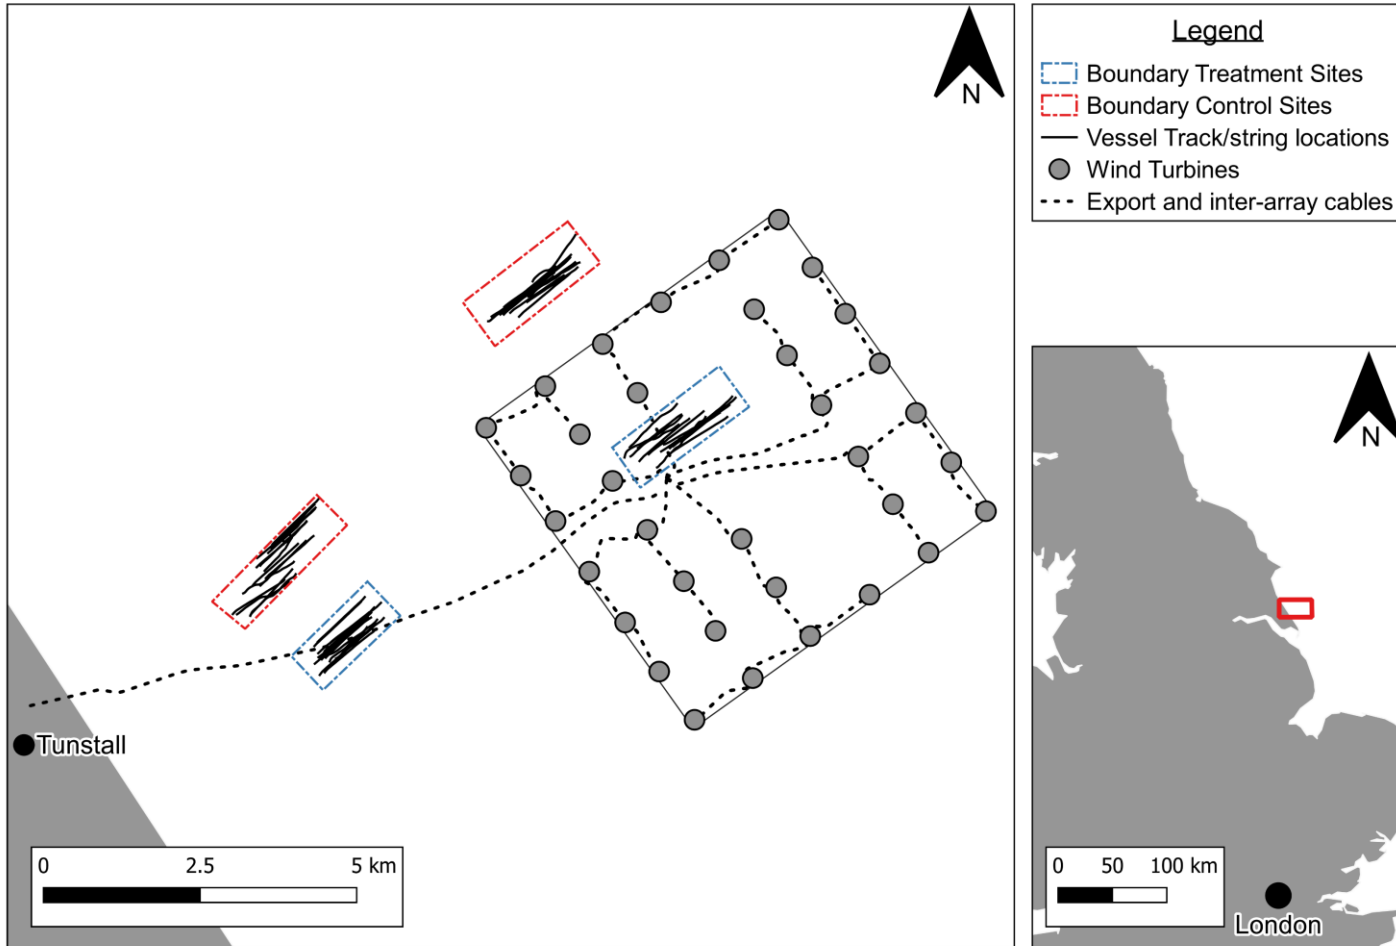 N
Tunstall
0 2.5 5 km
Legend
Boundary Treatment Sites
Boundary Control Sites
Vessel Track/string locations
Wind Turbines
Export and inter-array cables
N
0 50 100 km
London